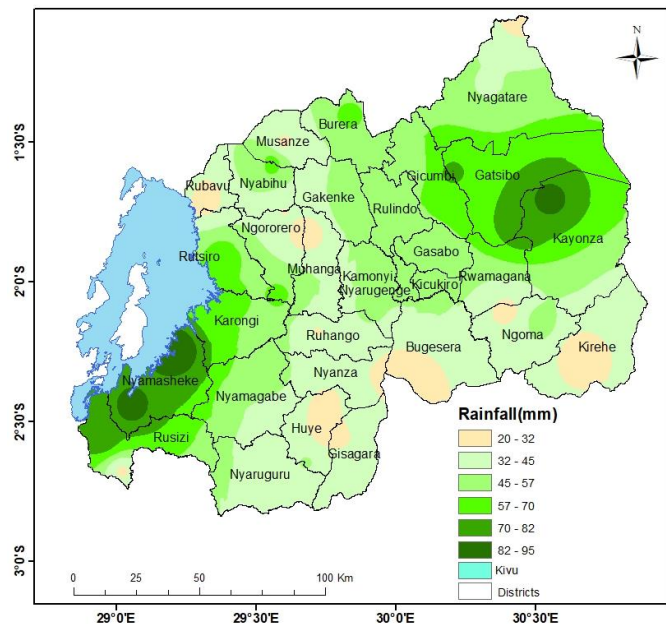 N
Nyagatare
Burera
1°30'S
Musanze
Gicumbi
Gatsibo
Rubavu
Nyabihu
Gakenke
Rulindo
Ngororero
Kayonza
Rutsiro
Gasabo
Muhanga
Kamonyi
Rwamagana
2°0'S
Nyarugenge
Kicukiro
Karongi
Ruhango
Bugesera
Ngoma
Kirehe
Nyamasheke
Nyanza
Nyamagabe
2°30'S
Huye
Rusizi
Gisagara
Nyaruguru
Rainfall(mm)
20 - 32
32 - 45
45 - 57
57 - 70
70 - 82
82 - 95
Kivu
Districts
3°0'S
0 25 50 100 Km
29°0'E 29°30'E 30°0'E 30°30'E